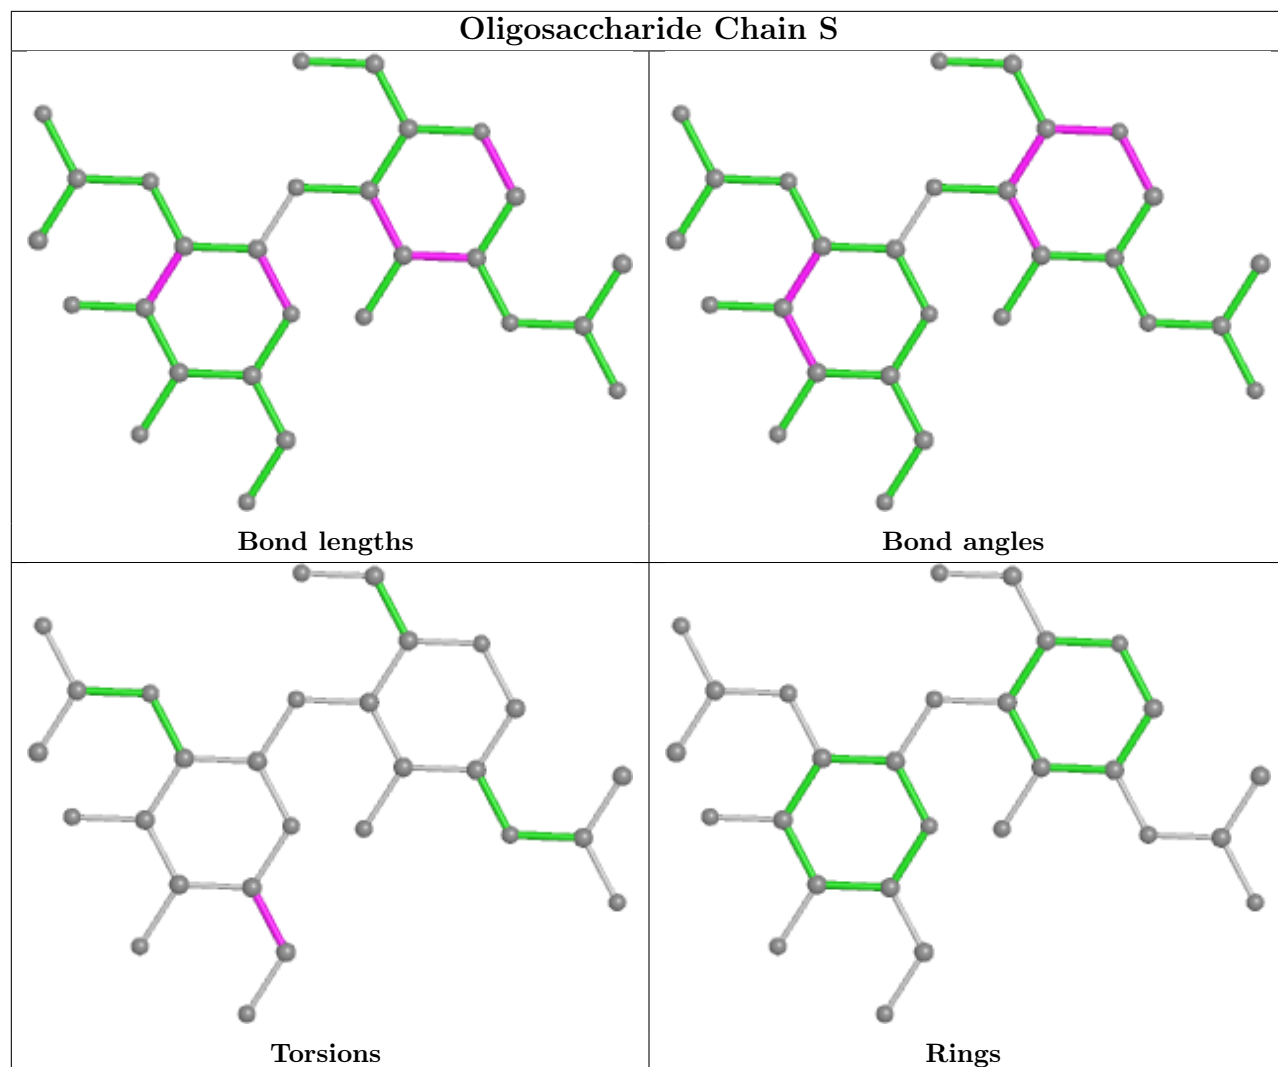 Oligosaccharide Chain S
Bond lengths
Bond angles
Torsions
Rings